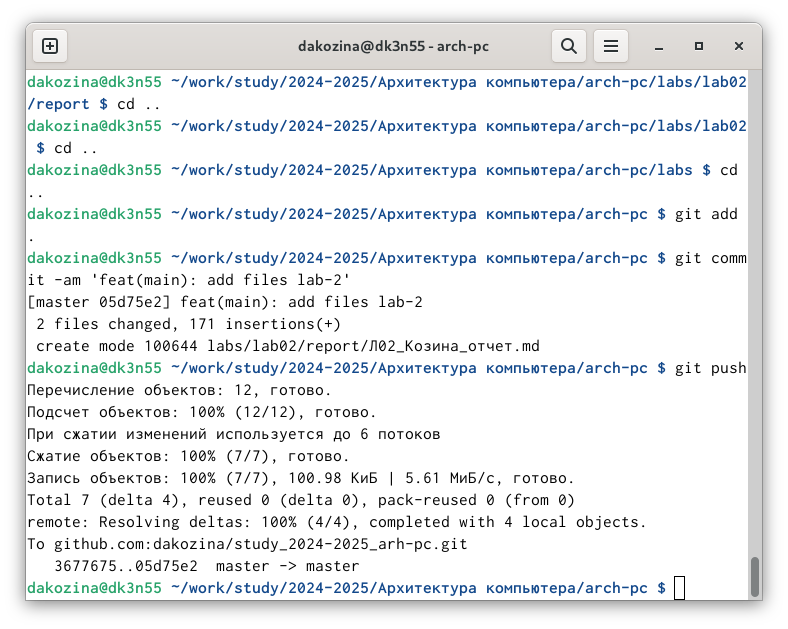 dakozina@dk3n55 - arch-pc
dakozina@dk3n55 ~/work/study/2024-2025/Архитектура компьютера/arch-pc/labs/lab02
/report $ cd ..
dakozina@dk3n55 ~/work/study/2024-2025/Архитектура компьютера/arch-pc/labs/lab02
 $ cd ..
dakozina@dk3n55 ~/work/study/2024-2025/Архитектура компьютера/arch-pc/labs $ cd
..
dakozina@dk3n55 ~/work/study/2024-2025/Архитектура компьютера/arch-pc $ git add
.
dakozina@dk3n55 ~/work/study/2024-2025/Архитектура компьютера/arch-pc $ git comm
it -am 'feat(main): add files lab-2'
[master 05d75e2] feat(main): add files lab-2
 2 files changed, 171 insertions(+)
 create mode 100644 labs/lab02/report/Л02_Козина_отчет.md
dakozina@dk3n55 ~/work/study/2024-2025/Архитектура компьютера/arch-pc $ git push
Перечисление объектов: 12, готово.
Подсчет объектов: 100% (12/12), готово.
При сжатии изменений используется до 6 потоков
Сжатие объектов: 100% (7/7), готово.
Запись объектов: 100% (7/7), 100.98 КиБ | 5.61 МиБ/с, готово.
Total 7 (delta 4), reused 0 (delta 0), pack-reused 0 (from 0)
remote: Resolving deltas: 100% (4/4), completed with 4 local objects.
To github.com:dakozina/study_2024-2025_arh-pc.git
   3677675..05d75e2  master -> master
dakozina@dk3n55 ~/work/study/2024-2025/Архитектура компьютера/arch-pc $